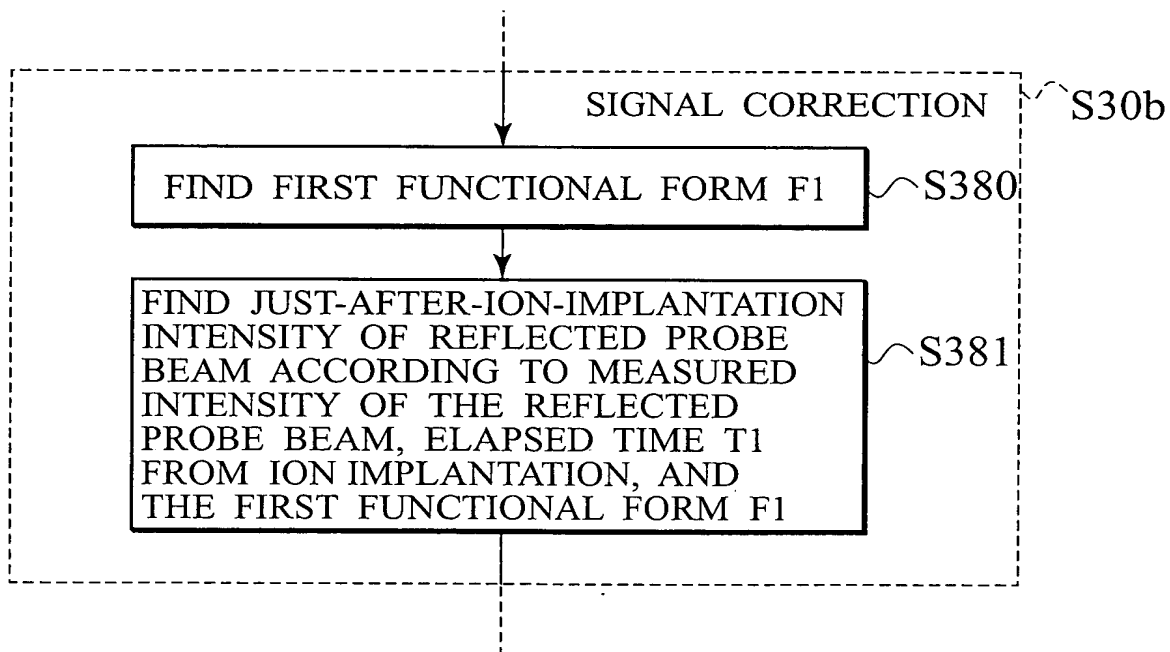 SIGNAL CORRECTION
S30b
FIND FIRST FUNCTIONAL FORM F1
S380
FIND JUST-AFTER-ION-IMPLANTATION
INTENSITY OF REFLECTED PROBE
BEAM ACCORDING TO MEASURED
INTENSITY OF THE REFLECTED
PROBE BEAM, ELAPSED TIME T1
FROM ION IMPLANTATION, AND
THE FIRST FUNCTIONAL FORM F1
S381